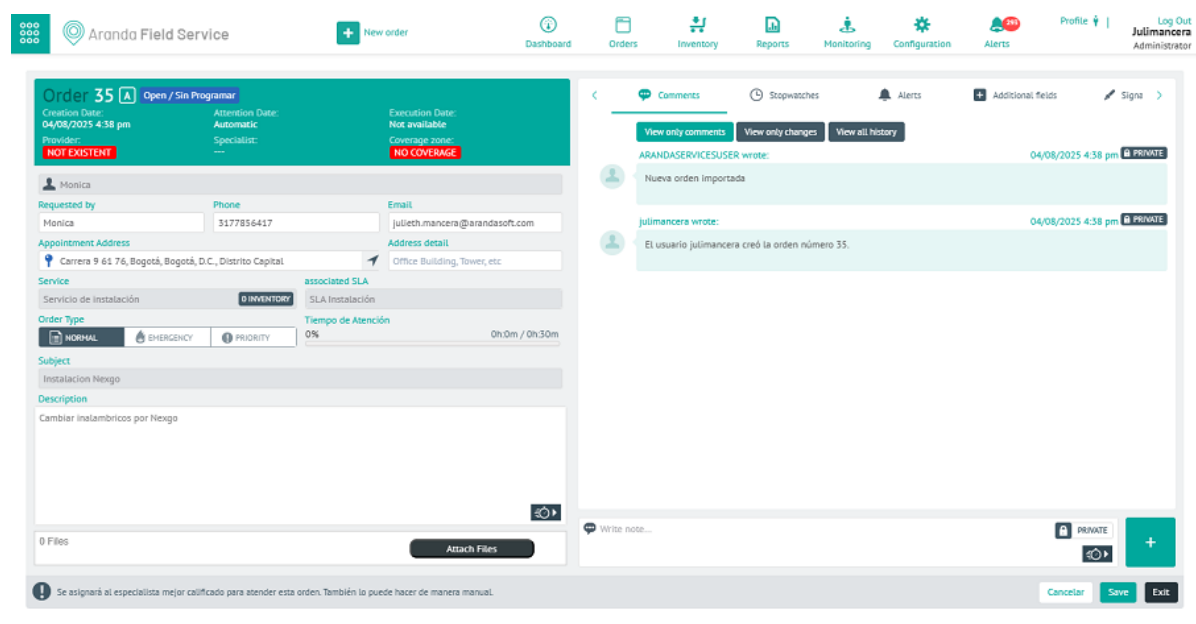 Aranda Field Service
New order
Dashboard
Orders
Inventory
Reports
Monitoring
Configuration
Alerts
295
Profile
Log Out
Julimancera
Administrator
Order 35 A Open / Sin Programar
Creation Date:
04/08/2025 4:38 pm
Attention Date:
Automatic
Execution Date:
Not available
Provider:
NOT EXISTENT
Specialist:
---
Coverage zone:
NO COVERAGE
Monica
Requested by
Monica
Phone
3177856417
Email
julieth.mancera@arandasoft.com
Appointment Address
Carrera 9 61 76, Bogotá, Bogotá, D.C., Distrito Capital
Address detail
Office Building, Tower, etc
Service
Servicio de instalación
0 INVENTORY
associated SLA
SLA Instalación
Order Type
NORMAL
EMERGENCY
PRIORITY
Tiempo de Atención
0%
0h:0m / 0h:30m
Subject
Instalacion Nexgo
Description
Cambiar inalambricos por Nexgo
0 Files
Attach Files
Comments
Stopwatches
Alerts
Additional fields
Signa
View only comments
View only changes
View all history
ARANDASERVICESUSER wrote:
04/08/2025 4:38 pm PRIVATE
Nueva orden importada
julimancera wrote:
04/08/2025 4:38 pm PRIVATE
El usuario julimancera creó la orden número 35.
Write note...
PRIVATE
+
Se asignará al especialista mejor calificado para atender esta orden. También lo puede hacer de manera manual.
Cancelar
Save
Exit